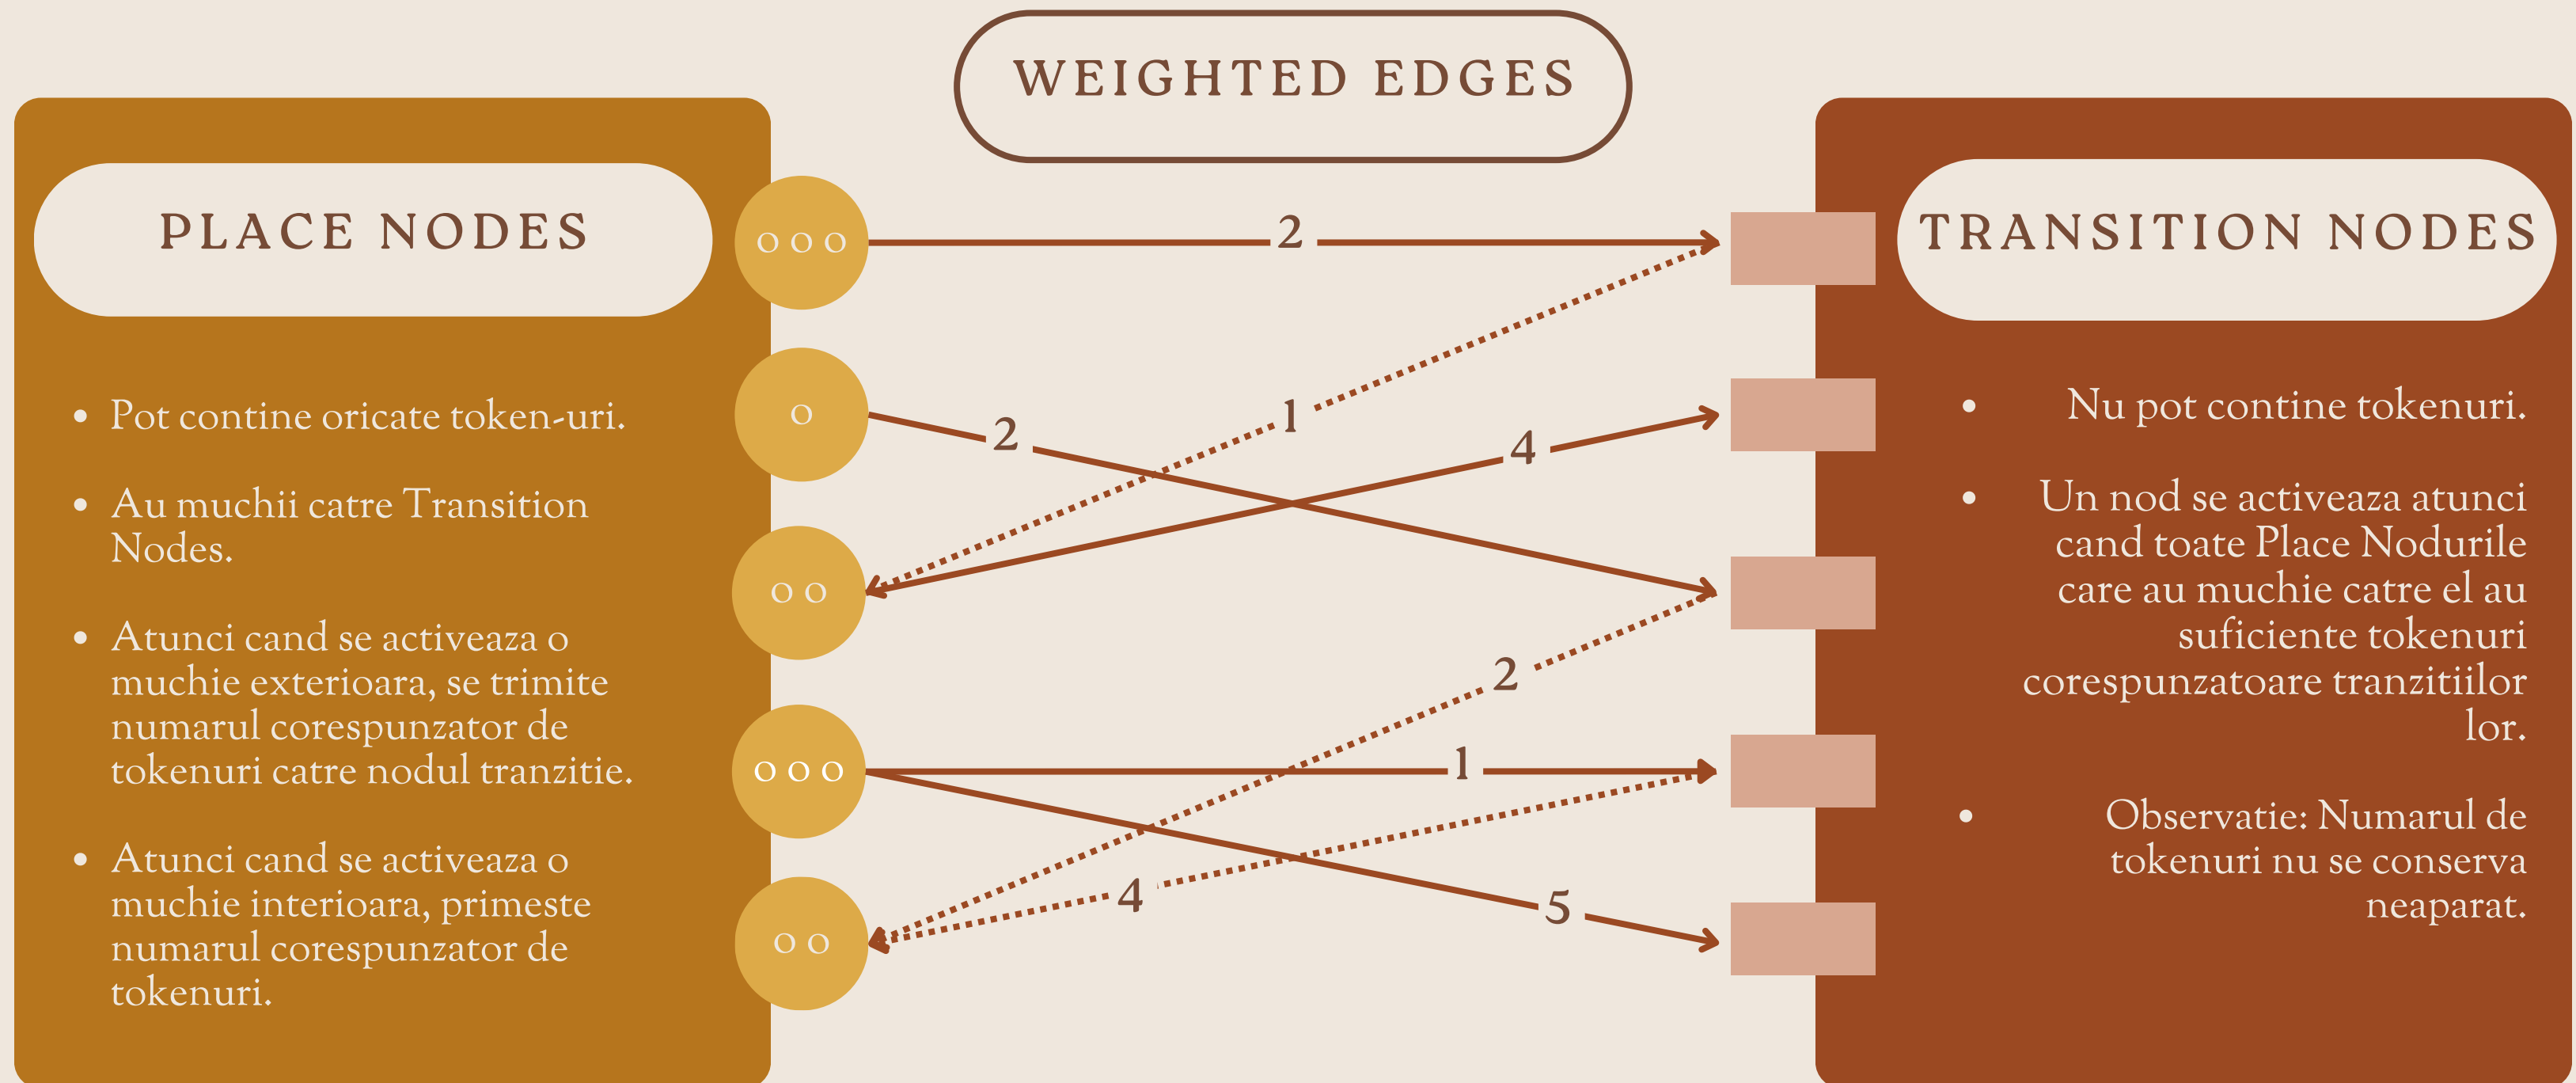 WEIGHTED EDGES
PLACE NODES
Pot contine oricate token-uri.
Au muchii catre Transition
Nodes.
Atunci cand se activeaza o
muchie exterioara, se trimite
numarul corespunzator de
tokenuri catre nodul tranzitie.
Atunci cand se activeaza o
muchie interioara, primeste
numarul corespunzator de
tokenuri.
o o o
o
o o
o o o
o o
2
1
2
4
2
1
4
5
TRANSITION NODES
Nu pot contine tokenuri.
Un nod se activeaza atunci
cand toate Place Nodurile
care au muchie catre el au
suficiente tokenuri
corespunzatoare tranzitiilor
lor.
Observatie: Numarul de
tokenuri nu se conserva
neaparat.